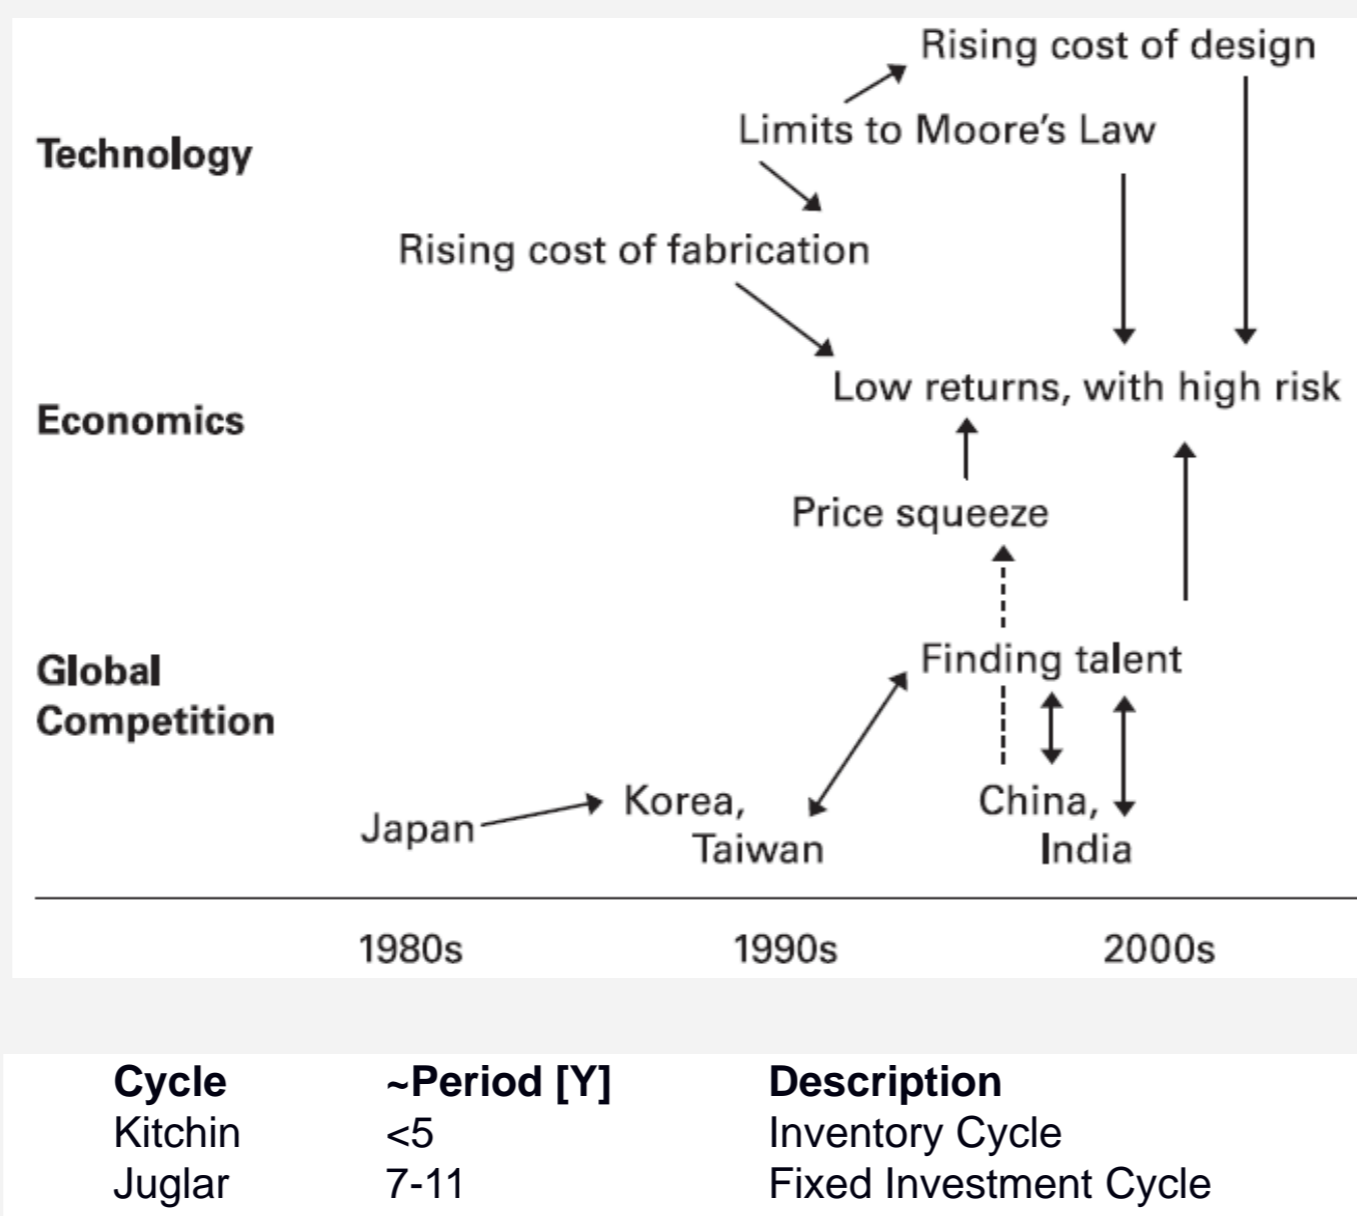 Rising cost of design
Limits to Moore’s Law
Technology
Rising cost of fabrication
Low returns, with high risk
Economics
Price squeeze
Finding talent
Global
Competition
Korea,
China,
Japan
Taiwan
India
1980s 1990s 2000s
Cycle ~Period [Y] Description
Kitchin <5 Inventory Cycle
Juglar 7-11 Fixed Investment Cycle